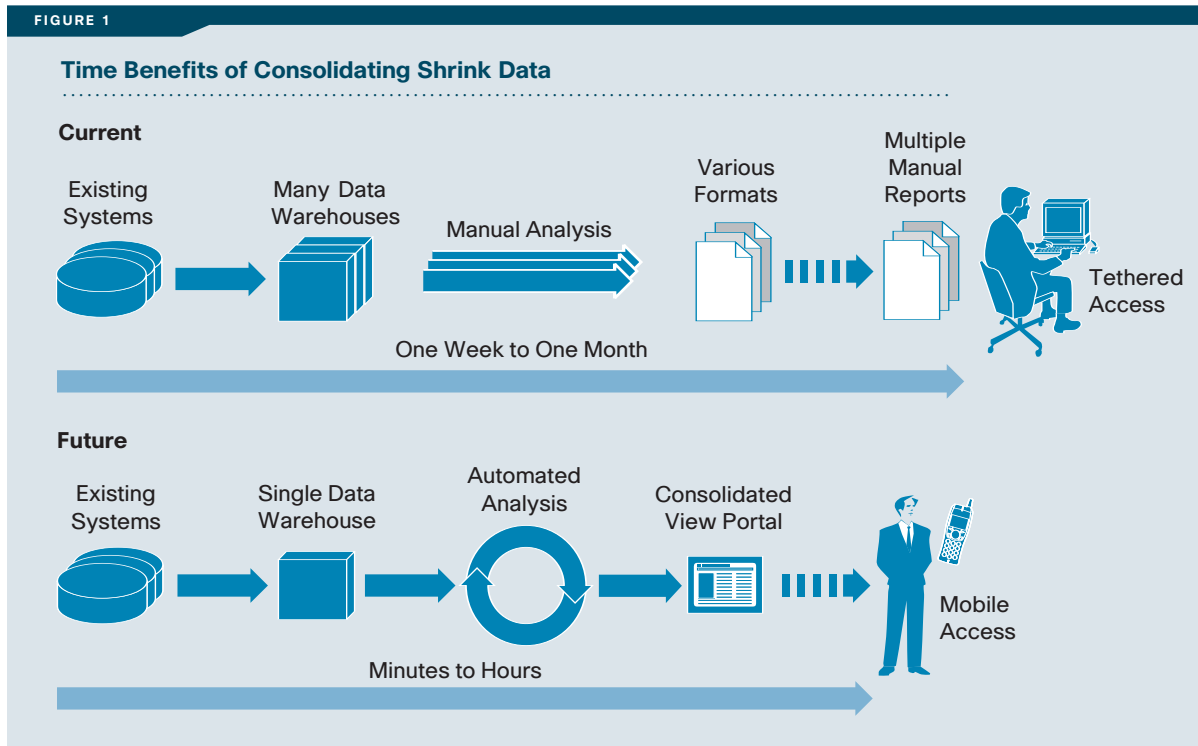 FIGURE 1
Time Benefits of Consolidating Shrink Data
Current
Existing
Systems
Many Data
Warehouses
Manual Analysis
Various
Formats
Multiple
Manual
Reports
Tethered
Access
One Week to One Month
Future
Existing
Systems
Single Data
Warehouse
Automated
Analysis
Consolidated
View Portal
Mobile
Access
Minutes to Hours